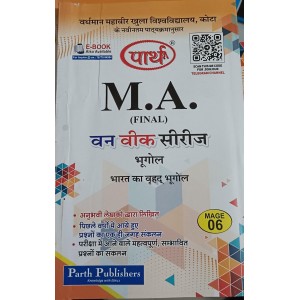 वर्धमान महावीर खुला विश्वविद्यालय, कोटा
के नवीनतम पाठ्यक्रमानुसार
E-BOOK
पार्थ
M.A.
(FINAL)
वन वीक सीरीज
भूगोल
भारत का वृहद भूगोल
MAGE
06
अनुभवी लेखकों द्वारा लिखित
पिछले वर्षों में आये हुए
प्रश्नों का एक ही जगह संकलन
परीक्षा में आने वाले महत्वपूर्ण, सम्भावित
प्रश्नों का संकलन
Parth Publishers